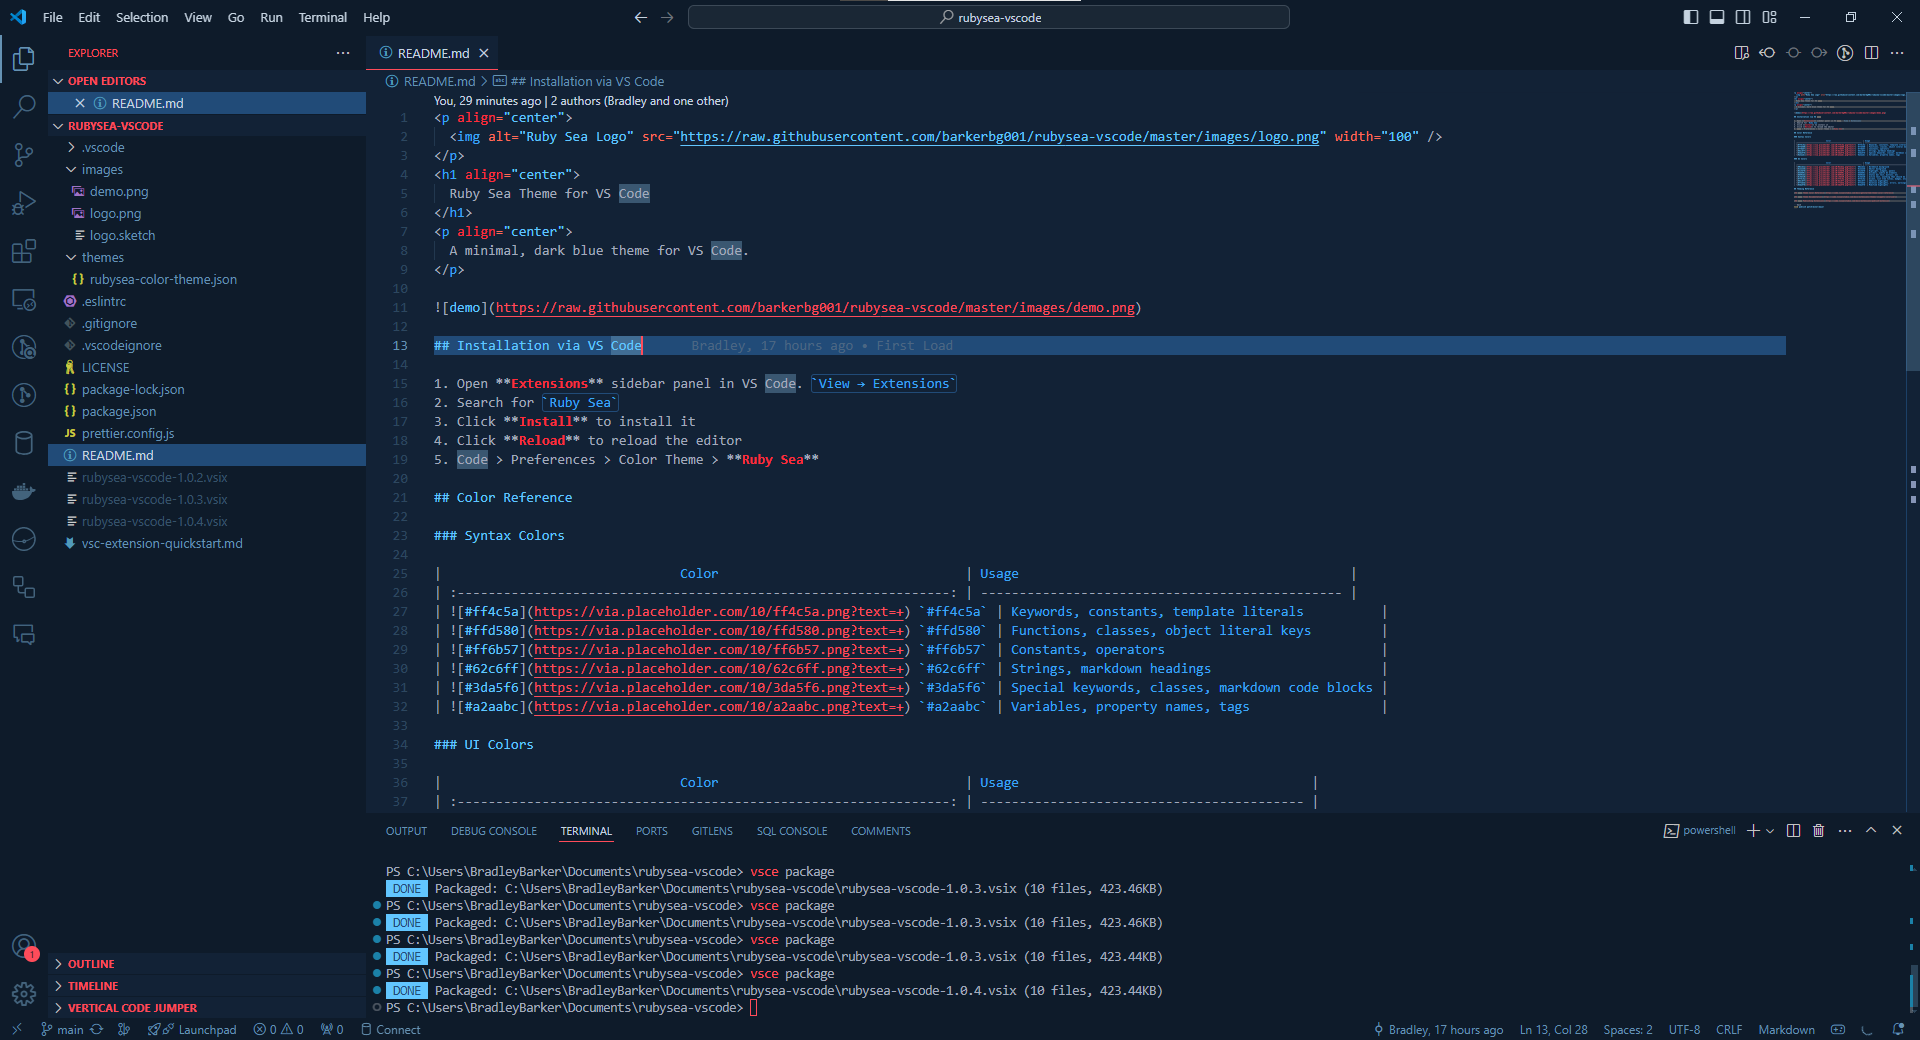 File Edit Selection View Go Run Terminal Help
rubysea-vscode
EXPLORER
OPEN EDITORS
README.md
RUBYSEA-VSCODE
.vscode
images
demo.png
logo.png
logo.sketch
themes
rubysea-color-theme.json
.eslintrc
.gitignore
.vscodeignore
LICENSE
package-lock.json
package.json
prettier.config.js
README.md
rubysea-vscode-1.0.2.vsix
rubysea-vscode-1.0.3.vsix
rubysea-vscode-1.0.4.vsix
vsc-extension-quickstart.md
OUTLINE
TIMELINE
VERTICAL CODE JUMPER
README.md
README.md > ## Installation via VS Code
You, 29 minutes ago | 2 authors (Bradley and one other)
1 <p align="center">
2 <img alt="Ruby Sea Logo" src="https://raw.githubusercontent.com/barkerbg001/rubysea-vscode/master/images/logo.png" width="100" />
3 </p>
4 <h1 align="center">
5 Ruby Sea Theme for VS Code
6 </h1>
7 <p align="center">
8 A minimal, dark blue theme for VS Code.
9 </p>
10
11 ![demo](https://raw.githubusercontent.com/barkerbg001/rubysea-vscode/master/images/demo.png)
12
13 ## Installation via VS Code Bradley, 17 hours ago • First Load
14
15 1. Open **Extensions** sidebar panel in VS Code. `View → Extensions`
16 2. Search for `Ruby Sea`
17 3. Click **Install** to install it
18 4. Click **Reload** to reload the editor
19 5. Code > Preferences > Color Theme > **Ruby Sea**
20
21 ## Color Reference
22
23 ### Syntax Colors
24
25 | Color | Usage |
26 | :----------------------------------------------------------------: | ----------------------------------------------- |
27 | ![#ff4c5a](https://via.placeholder.com/10/ff4c5a.png?text=+) `#ff4c5a` | Keywords, constants, template literals |
28 | ![#ffd580](https://via.placeholder.com/10/ffd580.png?text=+) `#ffd580` | Functions, classes, object literal keys |
29 | ![#ff6b57](https://via.placeholder.com/10/ff6b57.png?text=+) `#ff6b57` | Constants, operators |
30 | ![#62c6ff](https://via.placeholder.com/10/62c6ff.png?text=+) `#62c6ff` | Strings, markdown headings |
31 | ![#3da5f6](https://via.placeholder.com/10/3da5f6.png?text=+) `#3da5f6` | Special keywords, classes, markdown code blocks |
32 | ![#a2aabc](https://via.placeholder.com/10/a2aabc.png?text=+) `#a2aabc` | Variables, property names, tags |
33
34 ### UI Colors
35
36 | Color | Usage |
37 | :----------------------------------------------------------------: | ------------------------------------------ |
OUTPUT DEBUG CONSOLE TERMINAL PORTS GITLENS SQL CONSOLE COMMENTS
powershell
PS C:\Users\BradleyBarker\Documents\rubysea-vscode> vsce package
DONE Packaged: C:\Users\BradleyBarker\Documents\rubysea-vscode\rubysea-vscode-1.0.3.vsix (10 files, 423.46KB)
PS C:\Users\BradleyBarker\Documents\rubysea-vscode> vsce package
DONE Packaged: C:\Users\BradleyBarker\Documents\rubysea-vscode\rubysea-vscode-1.0.3.vsix (10 files, 423.46KB)
PS C:\Users\BradleyBarker\Documents\rubysea-vscode> vsce package
DONE Packaged: C:\Users\BradleyBarker\Documents\rubysea-vscode\rubysea-vscode-1.0.3.vsix (10 files, 423.44KB)
PS C:\Users\BradleyBarker\Documents\rubysea-vscode> vsce package
DONE Packaged: C:\Users\BradleyBarker\Documents\rubysea-vscode\rubysea-vscode-1.0.4.vsix (10 files, 423.44KB)
PS C:\Users\BradleyBarker\Documents\rubysea-vscode>
1
main Launchpad 0 0 0 Connect Bradley, 17 hours ago Ln 13, Col 28 Spaces: 2 UTF-8 CRLF Markdown